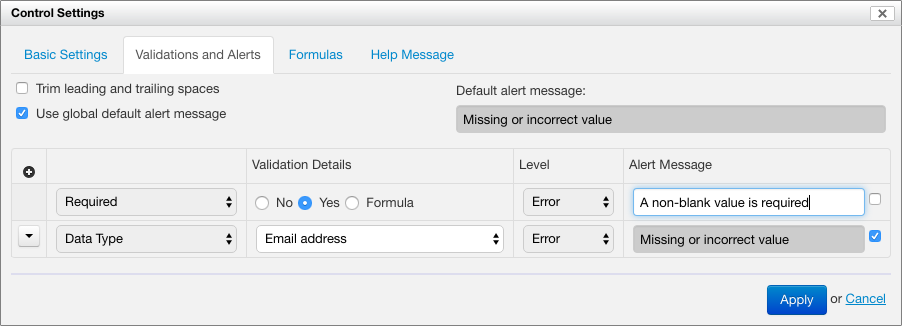 Control Settings
Basic Settings Validations and Alerts Formulas Help Message
Trim leading and trailing spaces
Default alert message:
Use global default alert message
Missing or incorrect value
Validation Details Level Alert Message
Required No Yes Formula Error A non-blank value is required
Data Type Email address Error Missing or incorrect value
Apply or Cancel